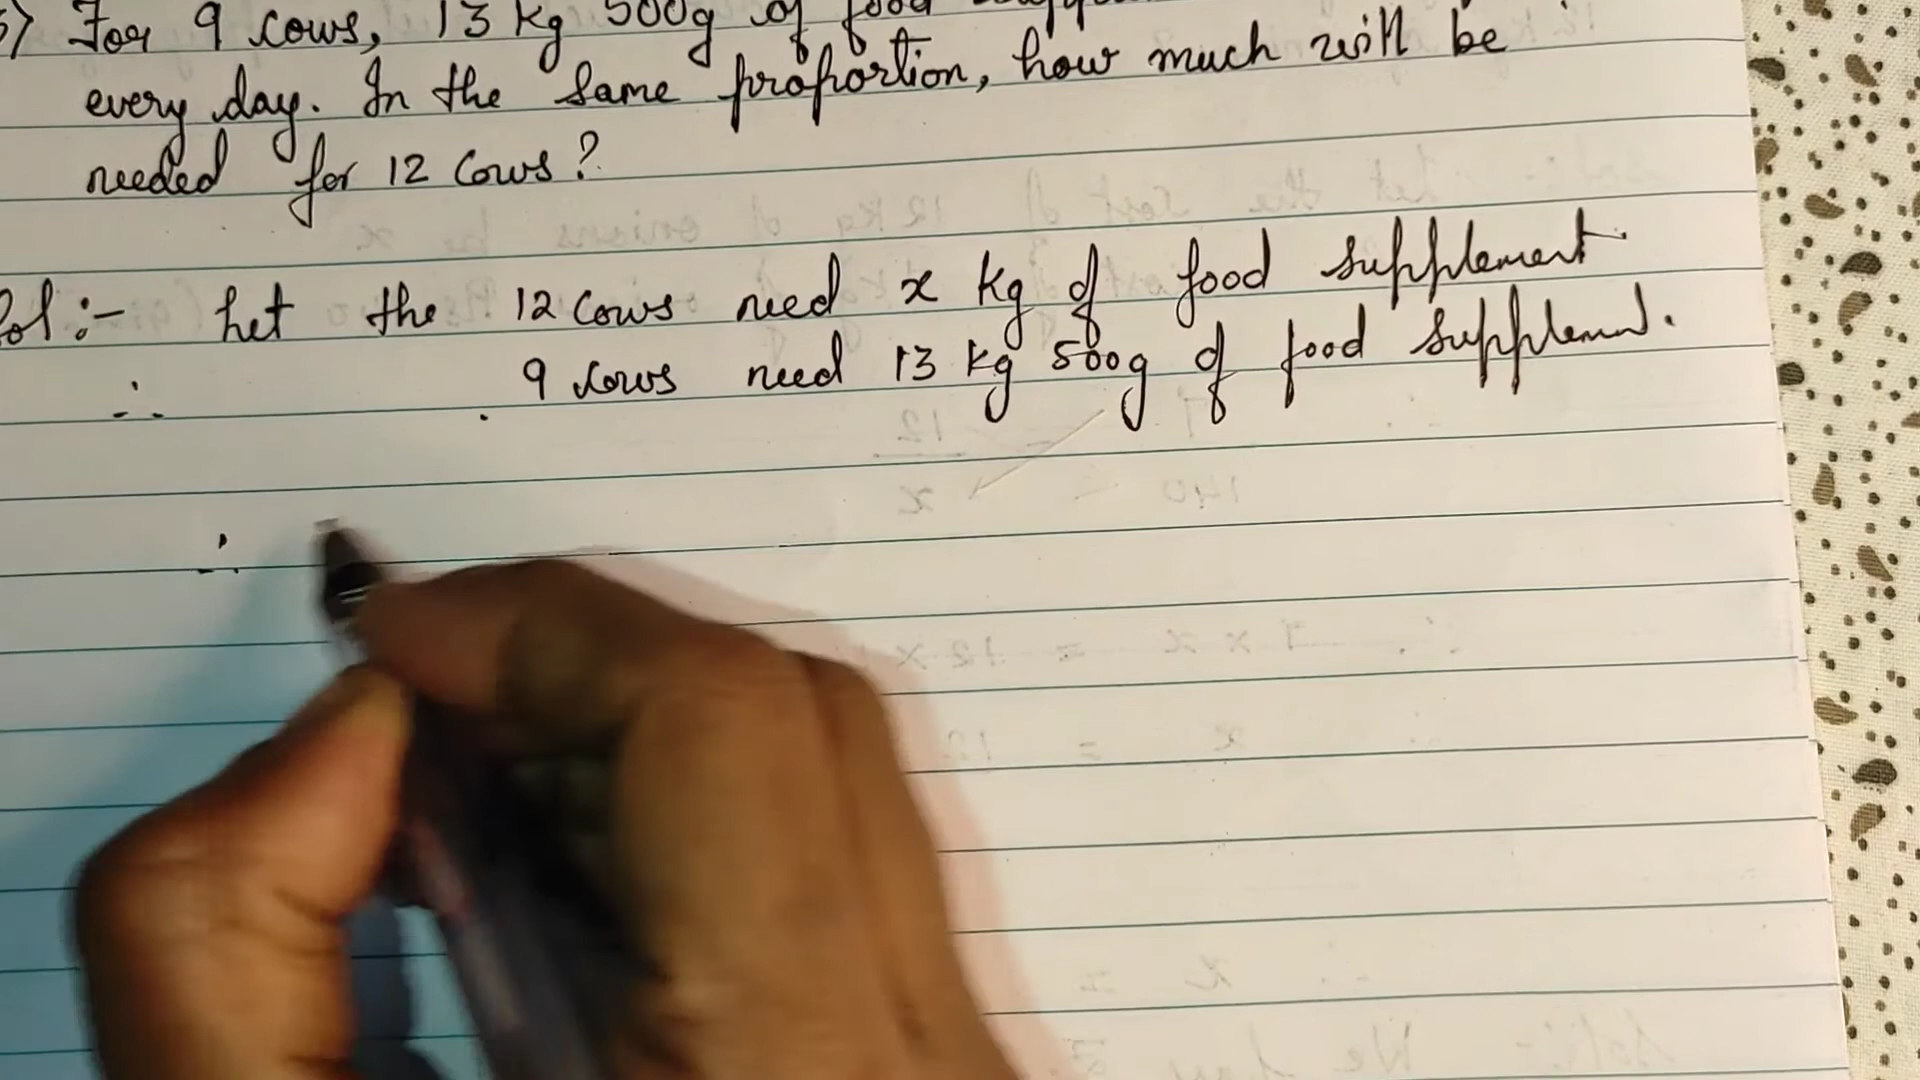 ) For 9 cows, 13 kg 500g of food
every day. In the same proportion, how much will be
needed for 12 Cows?
Sol:- Let the 12 Cows need x kg of food supplement.
∴ 9 cows need 13 kg 500g of food supplement.
∴